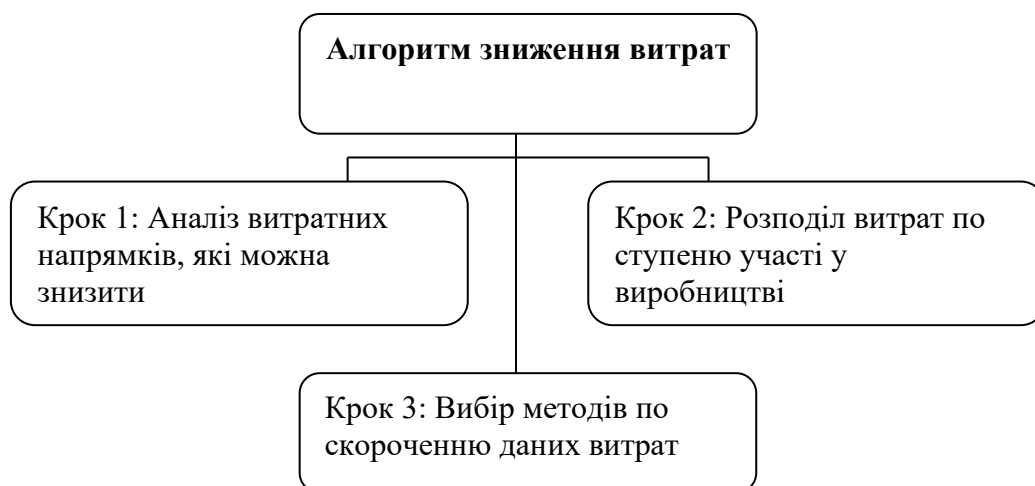 Алгоритм зниження витрат
Крок 1: Аналіз витратних
напрямків, які можна
знизити
Крок 2: Розподіл витрат по
ступеню участі у
виробництві
Крок 3: Вибір методів по
скороченню даних витрат